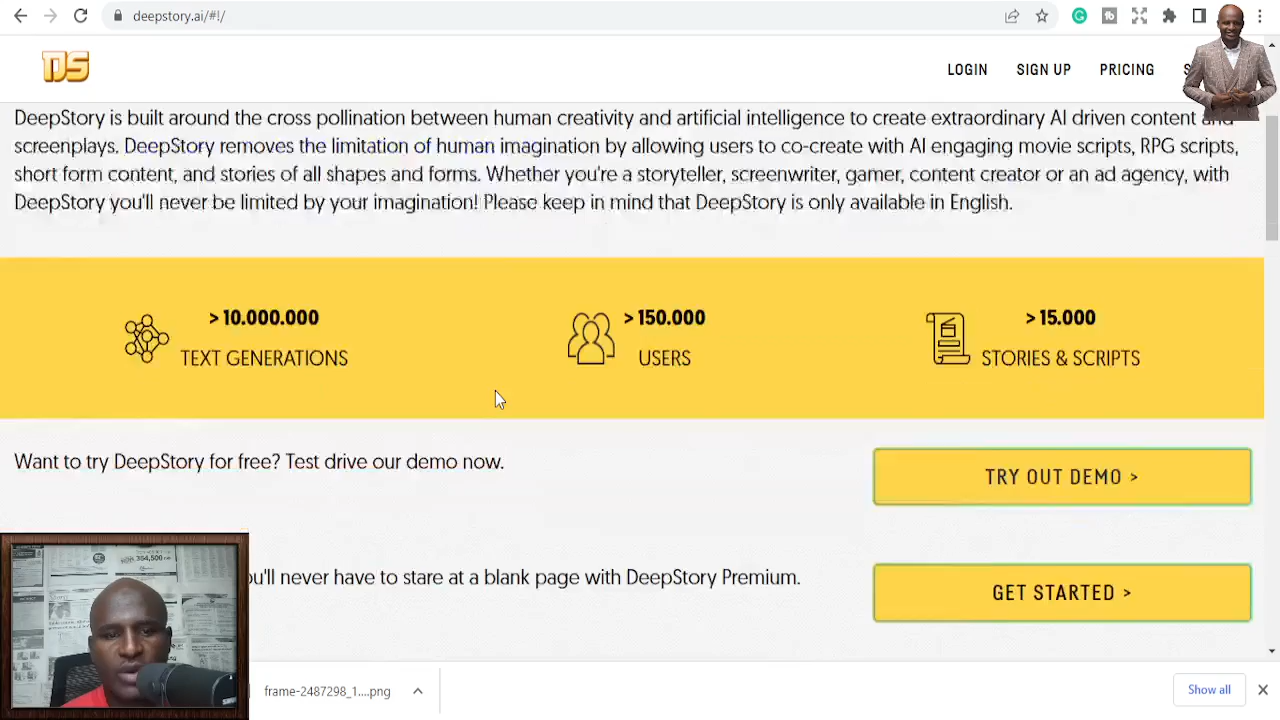 deepstory.ai/#!/
DS
LOGIN
SIGN UP
PRICING
DeepStory is built around the cross pollination between human creativity and artificial intelligence to create extraordinary AI driven content and
screenplays. DeepStory removes the limitation of human imagination by allowing users to co-create with AI engaging movie scripts, RPG scripts,
short form content, and stories of all shapes and forms. Whether you're a storyteller, screenwriter, gamer, content creator or an ad agency, with
DeepStory you'll never be limited by your imagination! Please keep in mind that DeepStory is only available in English.
> 10.000.000
TEXT GENERATIONS
> 150.000
USERS
> 15.000
STORIES & SCRIPTS
Want to try DeepStory for free? Test drive our demo now.
TRY OUT DEMO >
you'll never have to stare at a blank page with DeepStory Premium.
GET STARTED >
frame-2487298_1....png
Show all